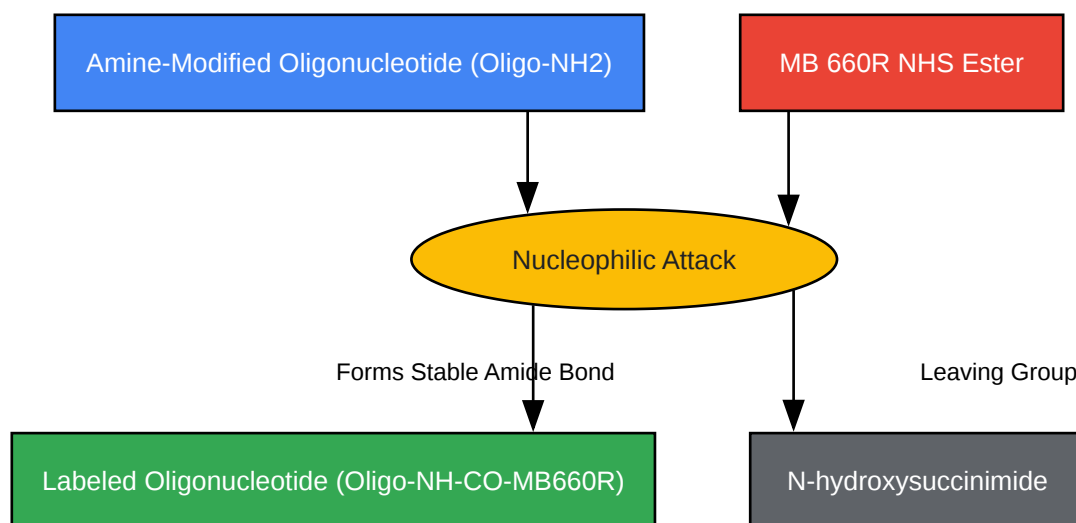 Amine-Modified Oligonucleotide (Oligo-NH2)
MB 660R NHS Ester
Nucleophilic Attack
Forms Stable Amide Bond
Leaving Group
Labeled Oligonucleotide (Oligo-NH-CO-MB660R)
N-hydroxysuccinimide